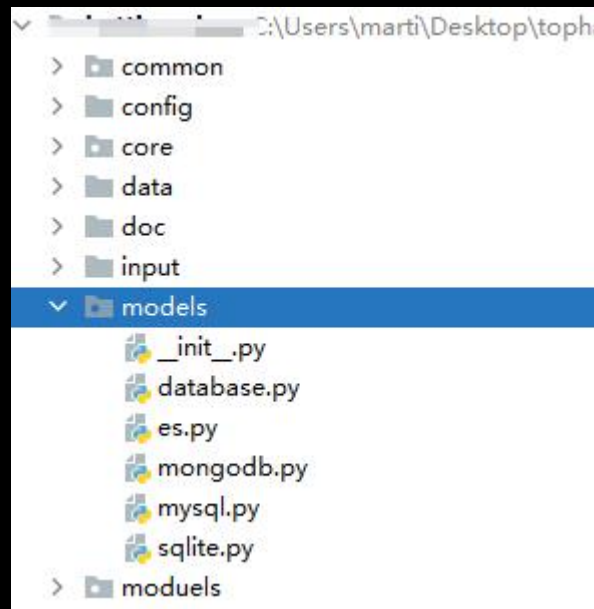 :\Users\marti\Desktop\toph
common
config
core
data
doc
input
models
__init__.py
database.py
es.py
mongodb.py
mysql.py
sqlite.py
moduels